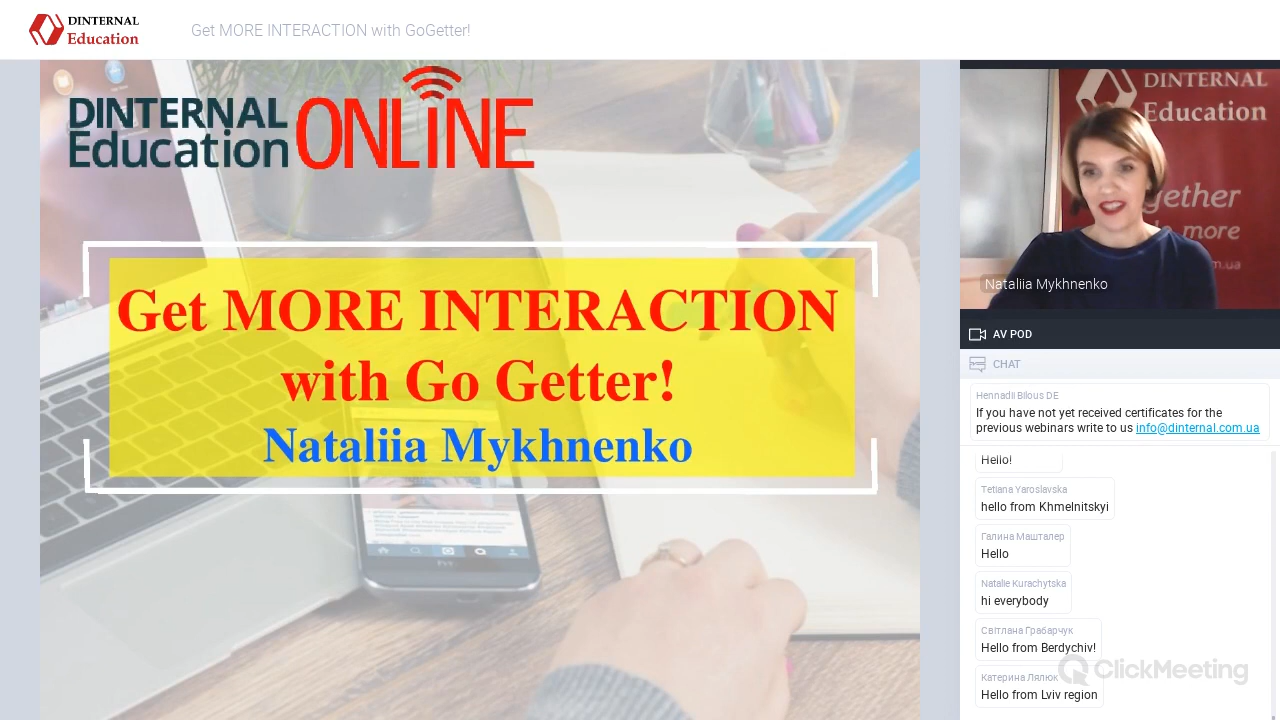 DINTERNAL
Education
Get MORE INTERACTION with GoGetter!
DINTERNAL
Education
ONLINE
Get MORE INTERACTION
with Go Getter!
Nataliia Mykhnenko
DINTERNAL
Education
gether
more
Nataliia Mykhnenko
AV POD
CHAT
Hennadii Bilous DE
If you have not yet received certificates for the
previous webinars write to us info@dinternal.com.ua
Hello!
Tetiana Yaroslavska
hello from Khmelnitskyi
Галина Машталер
Hello
Natalie Kurachytska
hi everybody
Світлана Грабарчук
Hello from Berdychiv!
Катерина Лялюк
Hello from Lviv region
ClickMeeting